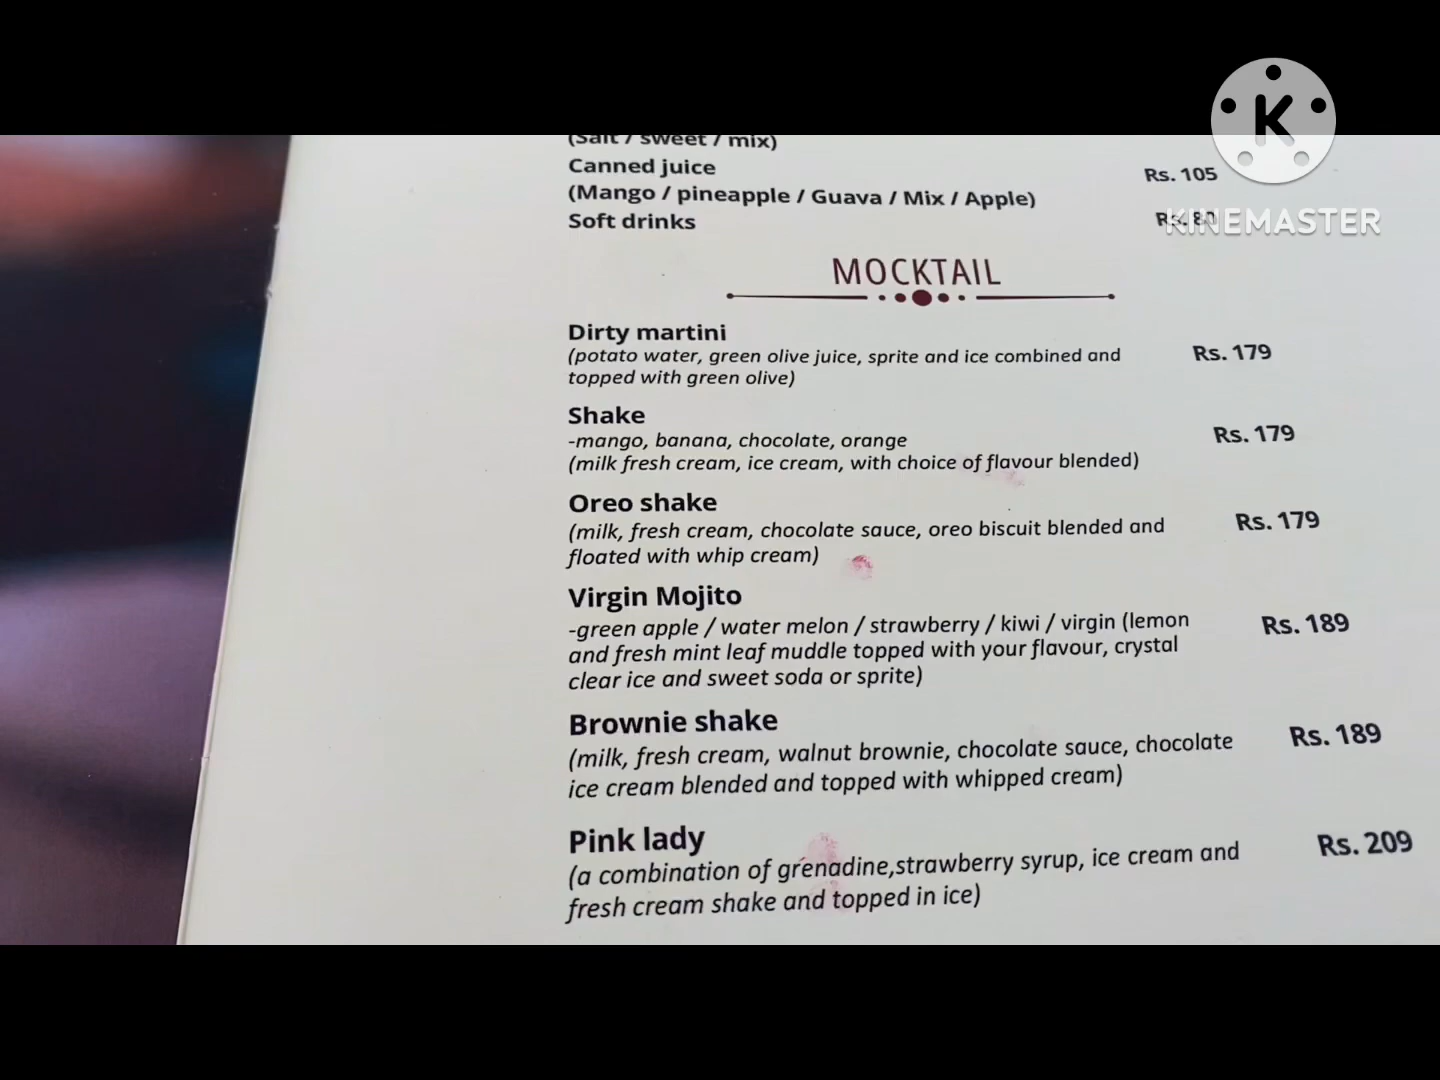 (Salt / sweet / mix)
Canned juice Rs. 105
(Mango / pineapple / Guava / Mix / Apple)
Soft drinks Rs. 80
KINEMASTER
MOCKTAIL
Dirty martini
(potato water, green olive juice, sprite and ice combined and Rs. 179
topped with green olive)
Shake
-mango, banana, chocolate, orange Rs. 179
(milk fresh cream, ice cream, with choice of flavour blended)
Oreo shake
(milk, fresh cream, chocolate sauce, oreo biscuit blended and Rs. 179
floated with whip cream)
Virgin Mojito
-green apple / water melon / strawberry / kiwi / virgin (lemon Rs. 189
and fresh mint leaf muddle topped with your flavour, crystal
clear ice and sweet soda or sprite)
Brownie shake
(milk, fresh cream, walnut brownie, chocolate sauce, chocolate Rs. 189
ice cream blended and topped with whipped cream)
Pink lady
(a combination of grenadine,strawberry syrup, ice cream and Rs. 209
fresh cream shake and topped in ice)